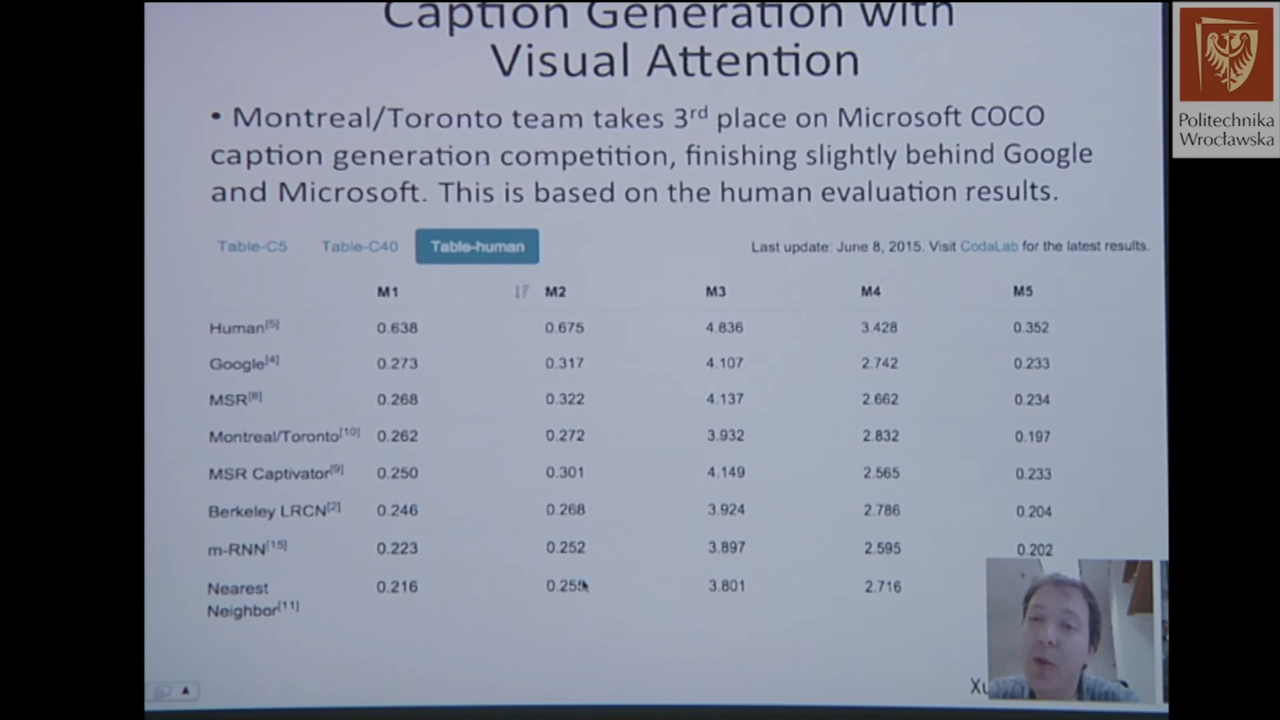 Caption Generation with
Visual Attention
Politechnika
Wrocławska
• Montreal/Toronto team takes 3rd place on Microsoft COCO
caption generation competition, finishing slightly behind Google
and Microsoft. This is based on the human evaluation results.
Table-C5 Table-C40 Table-human Last update: June 8, 2015. Visit CodaLab for the latest results.
M1 M2 M3 M4 M5
Human[5] 0.638 0.675 4.836 3.428 0.352
Google[4] 0.273 0.317 4.107 2.742 0.233
MSR[8] 0.268 0.322 4.137 2.662 0.234
Montreal/Toronto[10] 0.262 0.272 3.932 2.832 0.197
MSR Captivator[9] 0.250 0.301 4.149 2.565 0.233
Berkeley LRCN[2] 0.246 0.268 3.924 2.786 0.204
m-RNN[15] 0.223 0.252 3.897 2.595 0.202
Nearest 0.216 3.801 2.716
Neighbor[11]